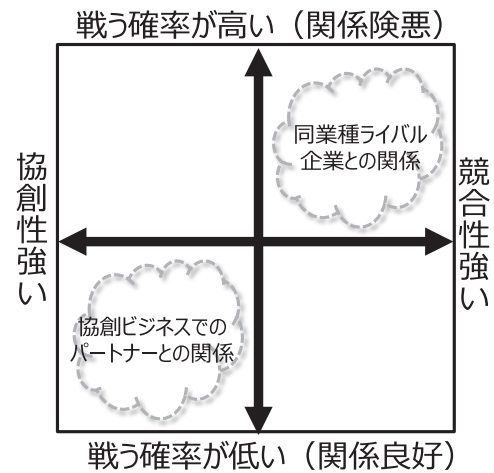 戦う確率が高い（関係険悪）
同業種ライバル
企業との関係
協創性強い
競合性強い
協創ビジネスでの
パートナーとの関係
戦う確率が低い（関係良好）